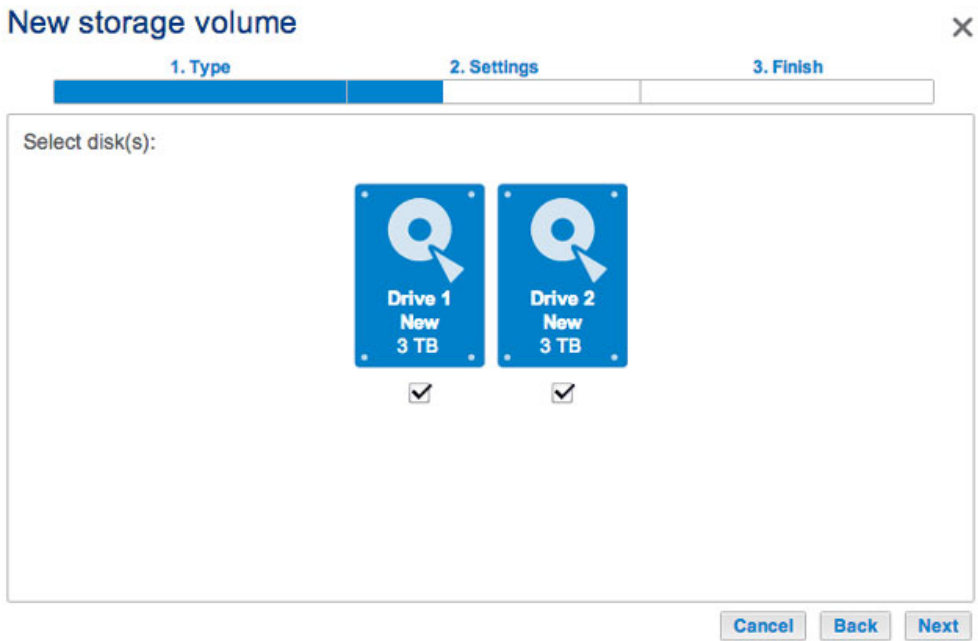 New storage volume
1. Type 2. Settings 3. Finish
Select disk(s):
Drive 1 Drive 2
New New
3 TB 3 TB
Cancel Back Next